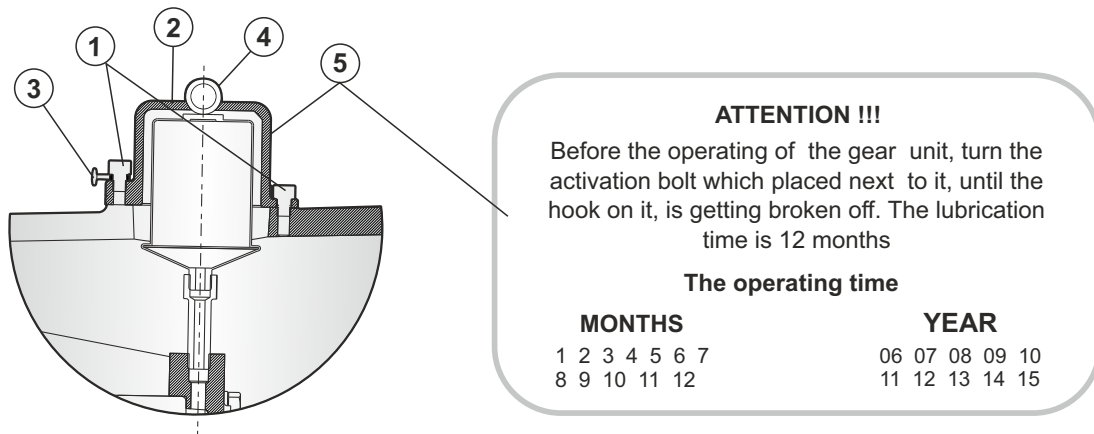 1
2
4
5
3
ATTENTION !!!
Before the operating of the gear unit, turn the
activation bolt which placed next to it, until the
hook on it, is getting broken off. The lubrication
time is 12 months
The operating time
MONTHS
1 2 3 4 5 6 7
8 9 10 11 12
YEAR
06 07 08 09 10
11 12 13 14 15